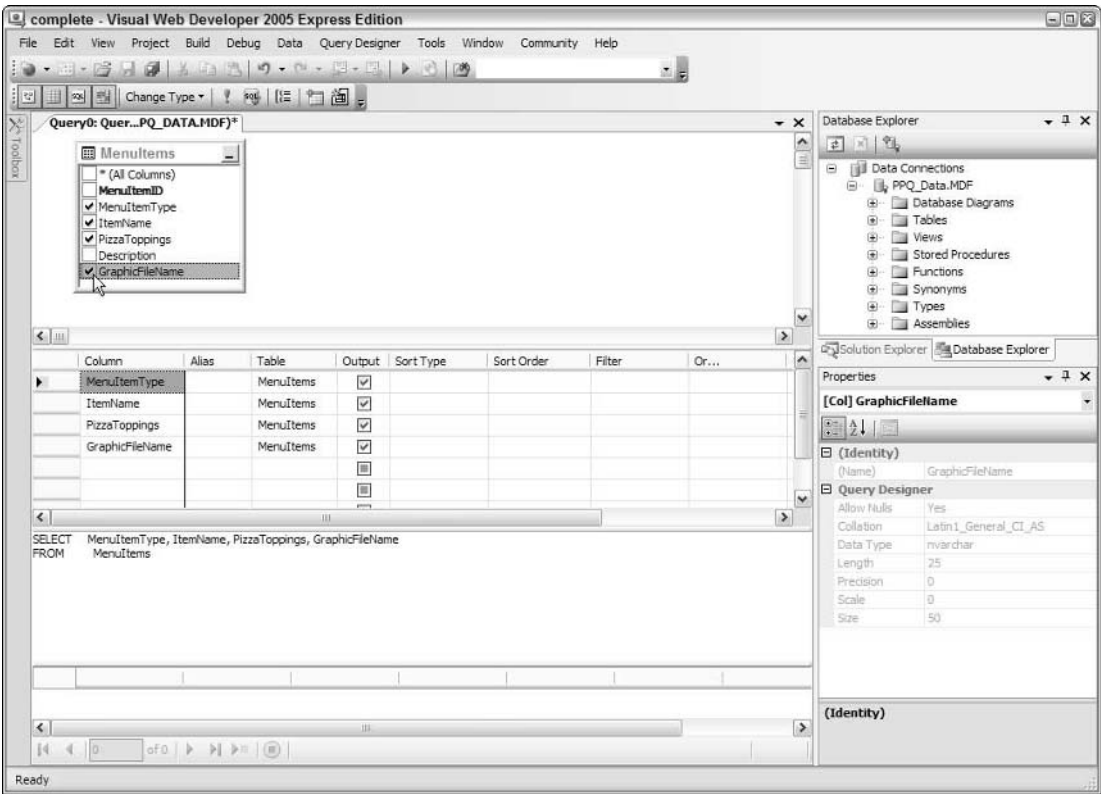 complete - Visual Web Developer 2005 Express Edition
File Edit View Project Build Debug Data Query Designer Tools Window Community Help
Change Type
Toolbox
Query0: Quer...PQ_DATA.MDF)*
MenuItems
* (All Columns)
MenuItemID
MenuItemType
ItemName
PizzaToppings
Description
GraphicFileName
Column Alias Table Output Sort Type Sort Order Filter Or...
MenuItemType MenuItems
ItemName MenuItems
PizzaToppings MenuItems
GraphicFileName MenuItems
SELECT MenuItemType, ItemName, PizzaToppings, GraphicFileName
FROM MenuItems
0 of 0
Database Explorer
Data Connections
PPQ_Data.MDF
Database Diagrams
Tables
Views
Stored Procedures
Functions
Synonyms
Types
Assemblies
Solution Explorer Database Explorer
Properties
[Col] GraphicFileName
(Identity)
(Name) GraphicFileName
Query Designer
Allow Nulls Yes
Collation Latin1_General_CI_AS
Data Type nvarchar
Length 25
Precision 0
Scale 0
Size 50
(Identity)
Ready